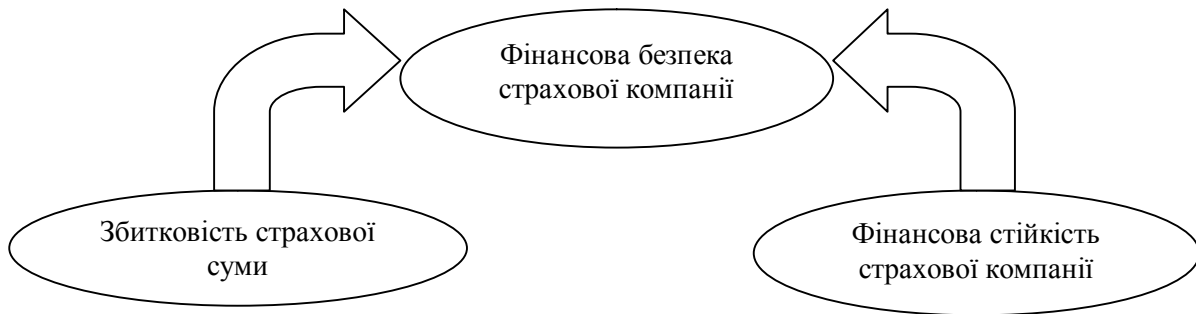 Фінансова безпека
страхової компанії
Збитковість страхової
суми
Фінансова стійкість
страхової компанії